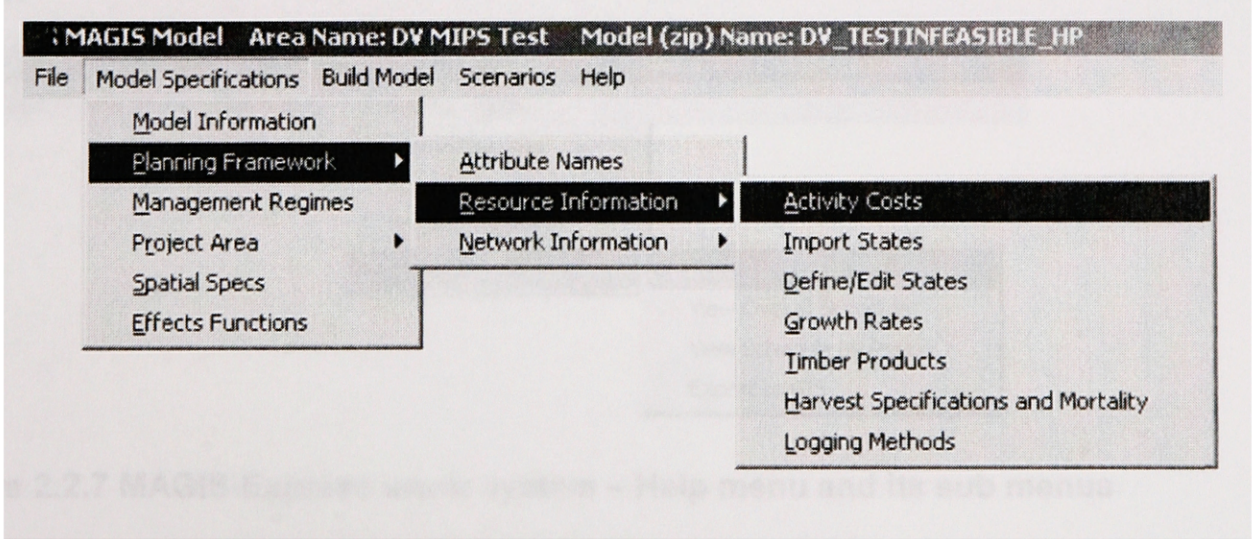 MAGIS Model Area Name: DV MIPS Test Model (zip) Name: DV_TESTINFEASIBLE_HP
File Model Specifications Build Model Scenarios Help
Model Information
Planning Framework
Management Regimes
Project Area
Spatial Specs
Effects Functions
Attribute Names
Resource Information
Network Information
Activity Costs
Import States
Define/Edit States
Growth Rates
Timber Products
Harvest Specifications and Mortality
Logging Methods
2.2.7 MAGIS Express menu system – Help menu and its sub menus